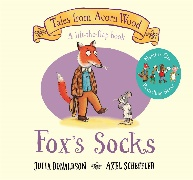 Tales from Acorn Wood
A lift-the-flap book
Fox's Socks
JULIA DONALDSON AXEL SCHEFFLER